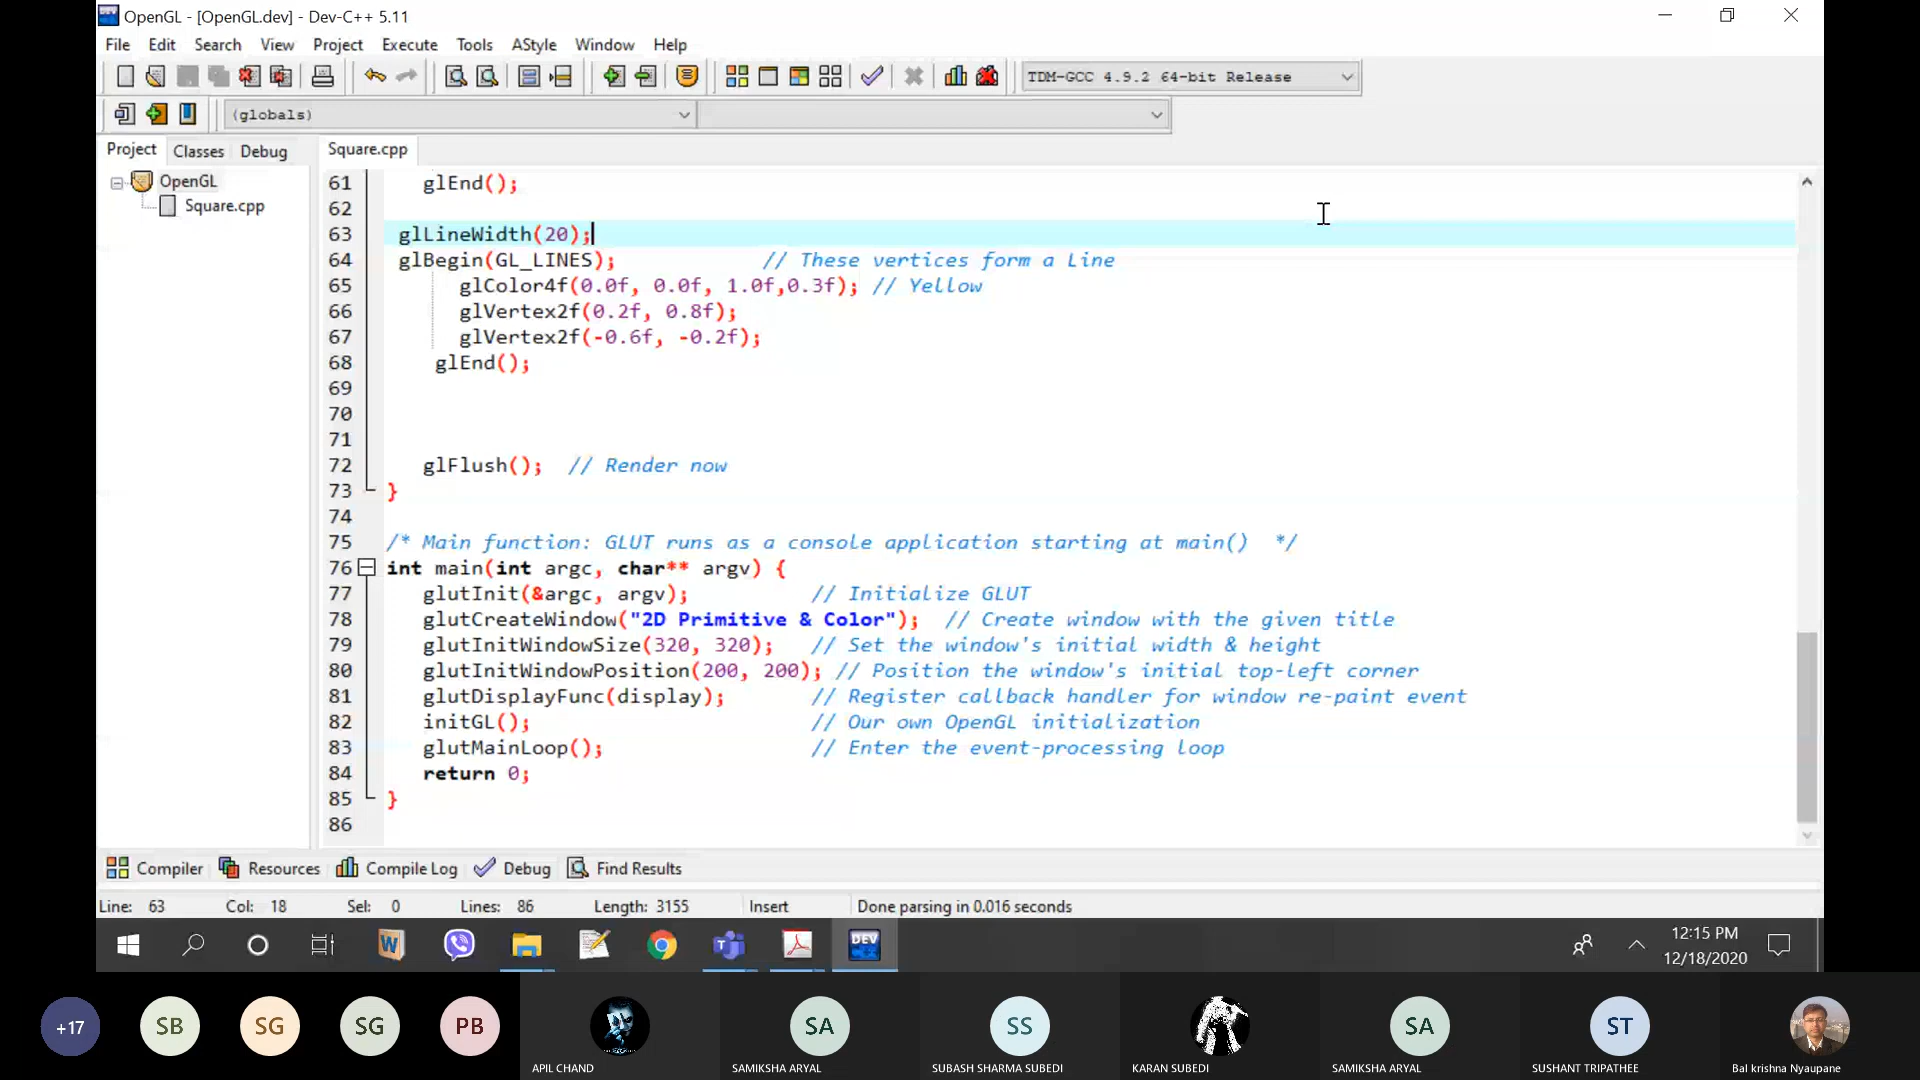 OpenGL - [OpenGL.dev] - Dev-C++ 5.11
File Edit Search View Project Execute Tools AStyle Window Help
TDM-GCC 4.9.2 64-bit Release
(globals)
Project Classes Debug
Square.cpp
OpenGL
Square.cpp
61 glEnd();
62
63 glLineWidth(20);
64 glBegin(GL_LINES); // These vertices form a Line
65 glColor4f(0.0f, 0.0f, 1.0f,0.3f); // Yellow
66 glVertex2f(0.2f, 0.8f);
67 glVertex2f(-0.6f, -0.2f);
68 glEnd();
69
70
71
72 glFlush(); // Render now
73 }
74
75 /* Main function: GLUT runs as a console application starting at main() */
76 int main(int argc, char** argv) {
77 glutInit(&argc, argv); // Initialize GLUT
78 glutCreateWindow("2D Primitive & Color"); // Create window with the given title
79 glutInitWindowSize(320, 320); // Set the window's initial width & height
80 glutInitWindowPosition(200, 200); // Position the window's initial top-left corner
81 glutDisplayFunc(display); // Register callback handler for window re-paint event
82 initGL(); // Our own OpenGL initialization
83 glutMainLoop(); // Enter the event-processing loop
84 return 0;
85 }
86
Compiler Resources Compile Log Debug Find Results
Line: 63 Col: 18 Sel: 0 Lines: 86 Length: 3155 Insert Done parsing in 0.016 seconds
W DEV
12:15 PM
12/18/2020
+17 SB SG SG PB SA SS SA ST
APIL CHAND SAMIKSHA ARYAL SUBASH SHARMA SUBEDI KARAN SUBEDI SAMIKSHA ARYAL SUSHANT TRIPATHEE Bal krishna Nyaupane